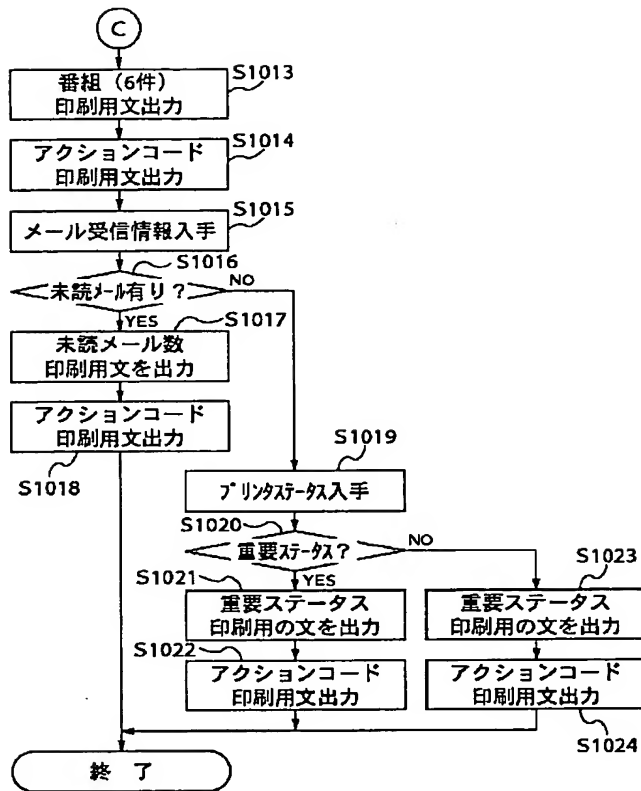 C
番組（6件）
印刷用文出力
S1013
アクションコード
印刷用文出力
S1014
メール受信情報入手
S1015
未読メール有り？
S1016
NO
YES
未読メール数
印刷用文を出力
S1017
アクションコード
印刷用文出力
S1018
プリンタステータス入手
S1019
重要ステータス？
S1020
NO
YES
重要ステータス
印刷用の文を出力
S1021
アクションコード
印刷用文出力
S1022
重要ステータス
印刷用の文を出力
S1023
アクションコード
印刷用文出力
S1024
終了